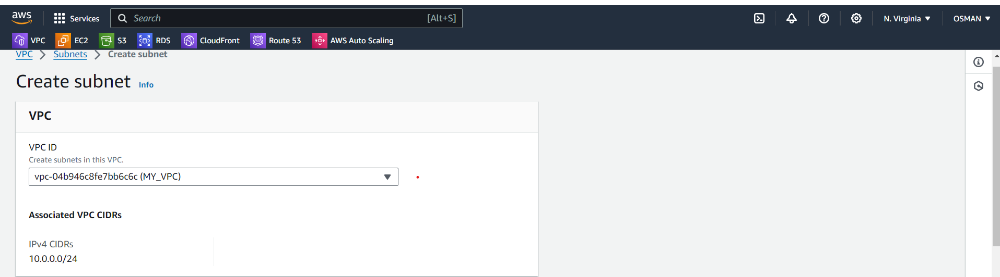 aws Services Search [Alt+S] N. Virginia OSMAN
VPC EC2 S3 RDS CloudFront 53 Route 53 AWS Auto Scaling
VPC Subnets Create subnet
Create subnet Info
VPC
VPC ID
Create subnets in this VPC.
vpc-04b946c8fe7bb6c6c (MY_VPC)
Associated VPC CIDRs
IPv4 CIDRs
10.0.0.0/24